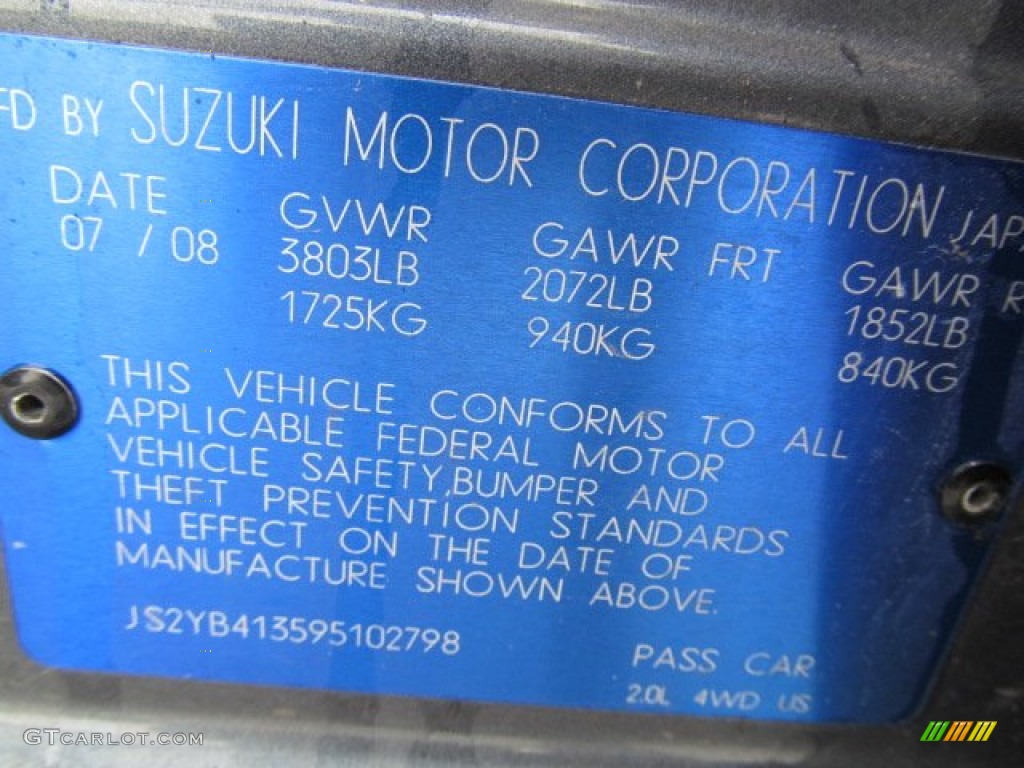 FD BY SUZUKI MOTOR CORPORATION JAPA
DATE GVWR GAWR FRT GAWR R
07 / 08 3803LB 2072LB 1852LB
1725KG 940KG 840KG
THIS VEHICLE CONFORMS TO ALL
APPLICABLE FEDERAL MOTOR
VEHICLE SAFETY,BUMPER AND
THEFT PREVENTION STANDARDS
IN EFFECT ON THE DATE OF
MANUFACTURE SHOWN ABOVE.
JS2YB413595102798
PASS CAR
2.0L 4WD US
GTCARLOT.COM